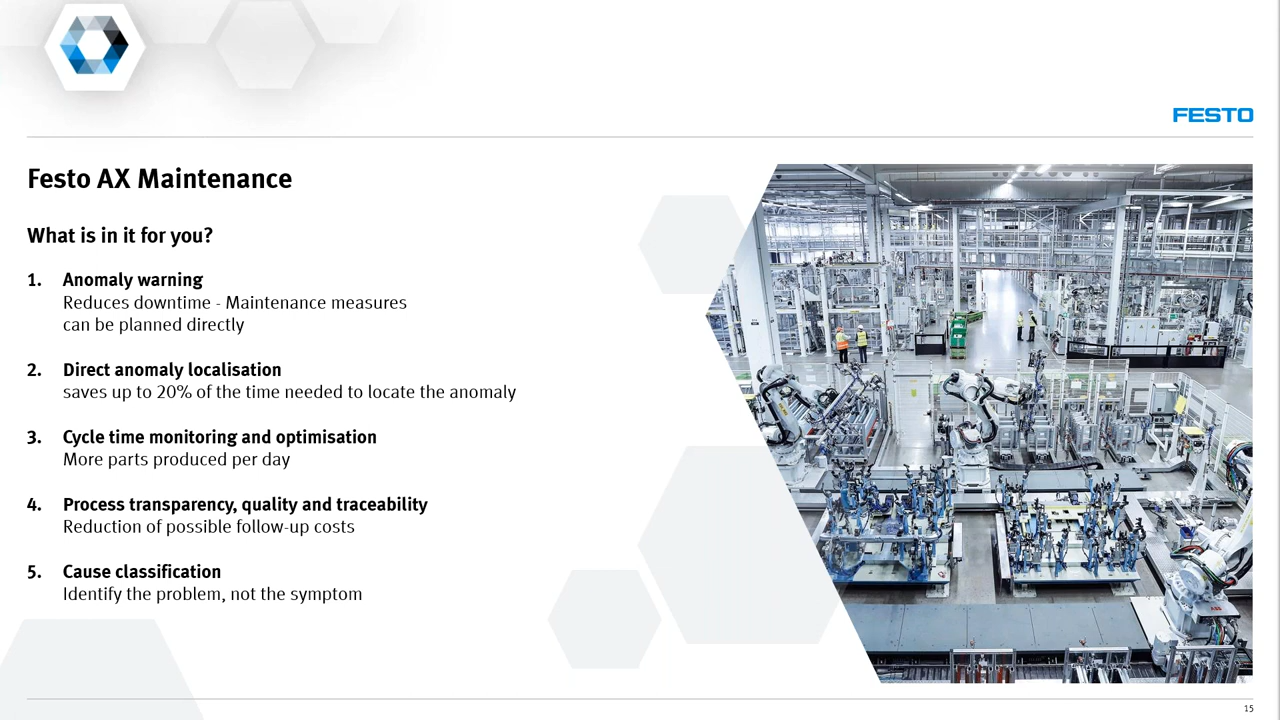 FESTO
Festo AX Maintenance
What is in it for you?
1. Anomaly warning
Reduces downtime - Maintenance measures
can be planned directly
2. Direct anomaly localisation
saves up to 20% of the time needed to locate the anomaly
3. Cycle time monitoring and optimisation
More parts produced per day
4. Process transparency, quality and traceability
Reduction of possible follow-up costs
5. Cause classification
Identify the problem, not the symptom
ABB
15